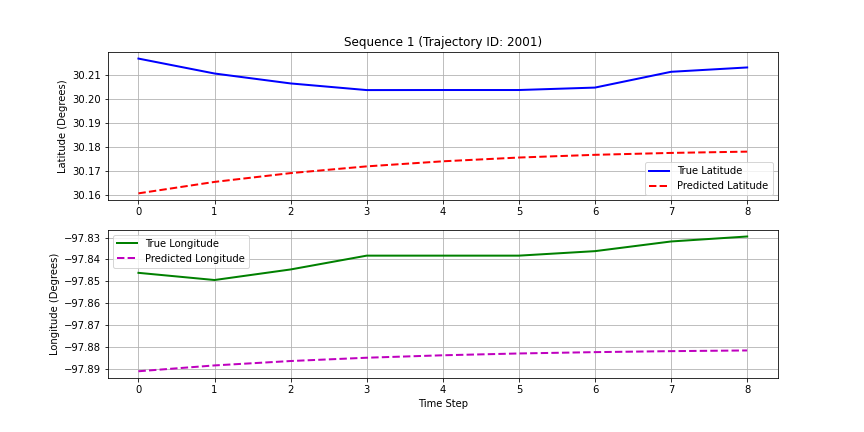 Sequence 1 (Trajectory ID: 2001)
Latitude (Degrees)
30.21
30.20
30.19
30.18
30.17
30.16
True Latitude
Predicted Latitude
0 1 2 3 4 5 6 7 8
Longitude (Degrees)
−97.83
−97.84
−97.85
−97.86
−97.87
−97.88
−97.89
True Longitude
Predicted Longitude
0 1 2 3 4 5 6 7 8
Time Step